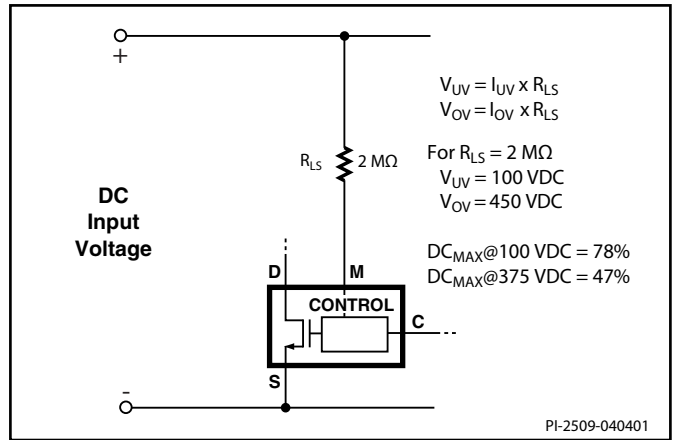 +
V_UV = I_UV x R_LS
V_OV = I_OV x R_LS
R_LS 2 MΩ
For R_LS = 2 MΩ
V_UV = 100 VDC
V_OV = 450 VDC
DC
Input
Voltage
DC_MAX@100 VDC = 78%
DC_MAX@375 VDC = 47%
D M
CONTROL
C
S
-
PI-2509-040401